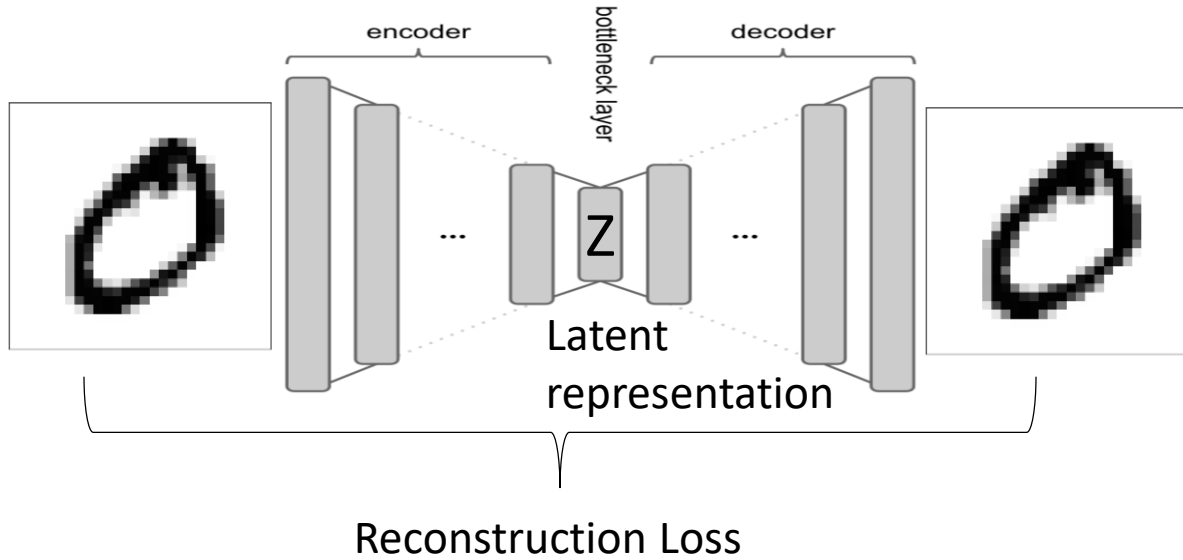 encoder
bottleneck layer
decoder
...
Z
...
Latent
representation
Reconstruction Loss